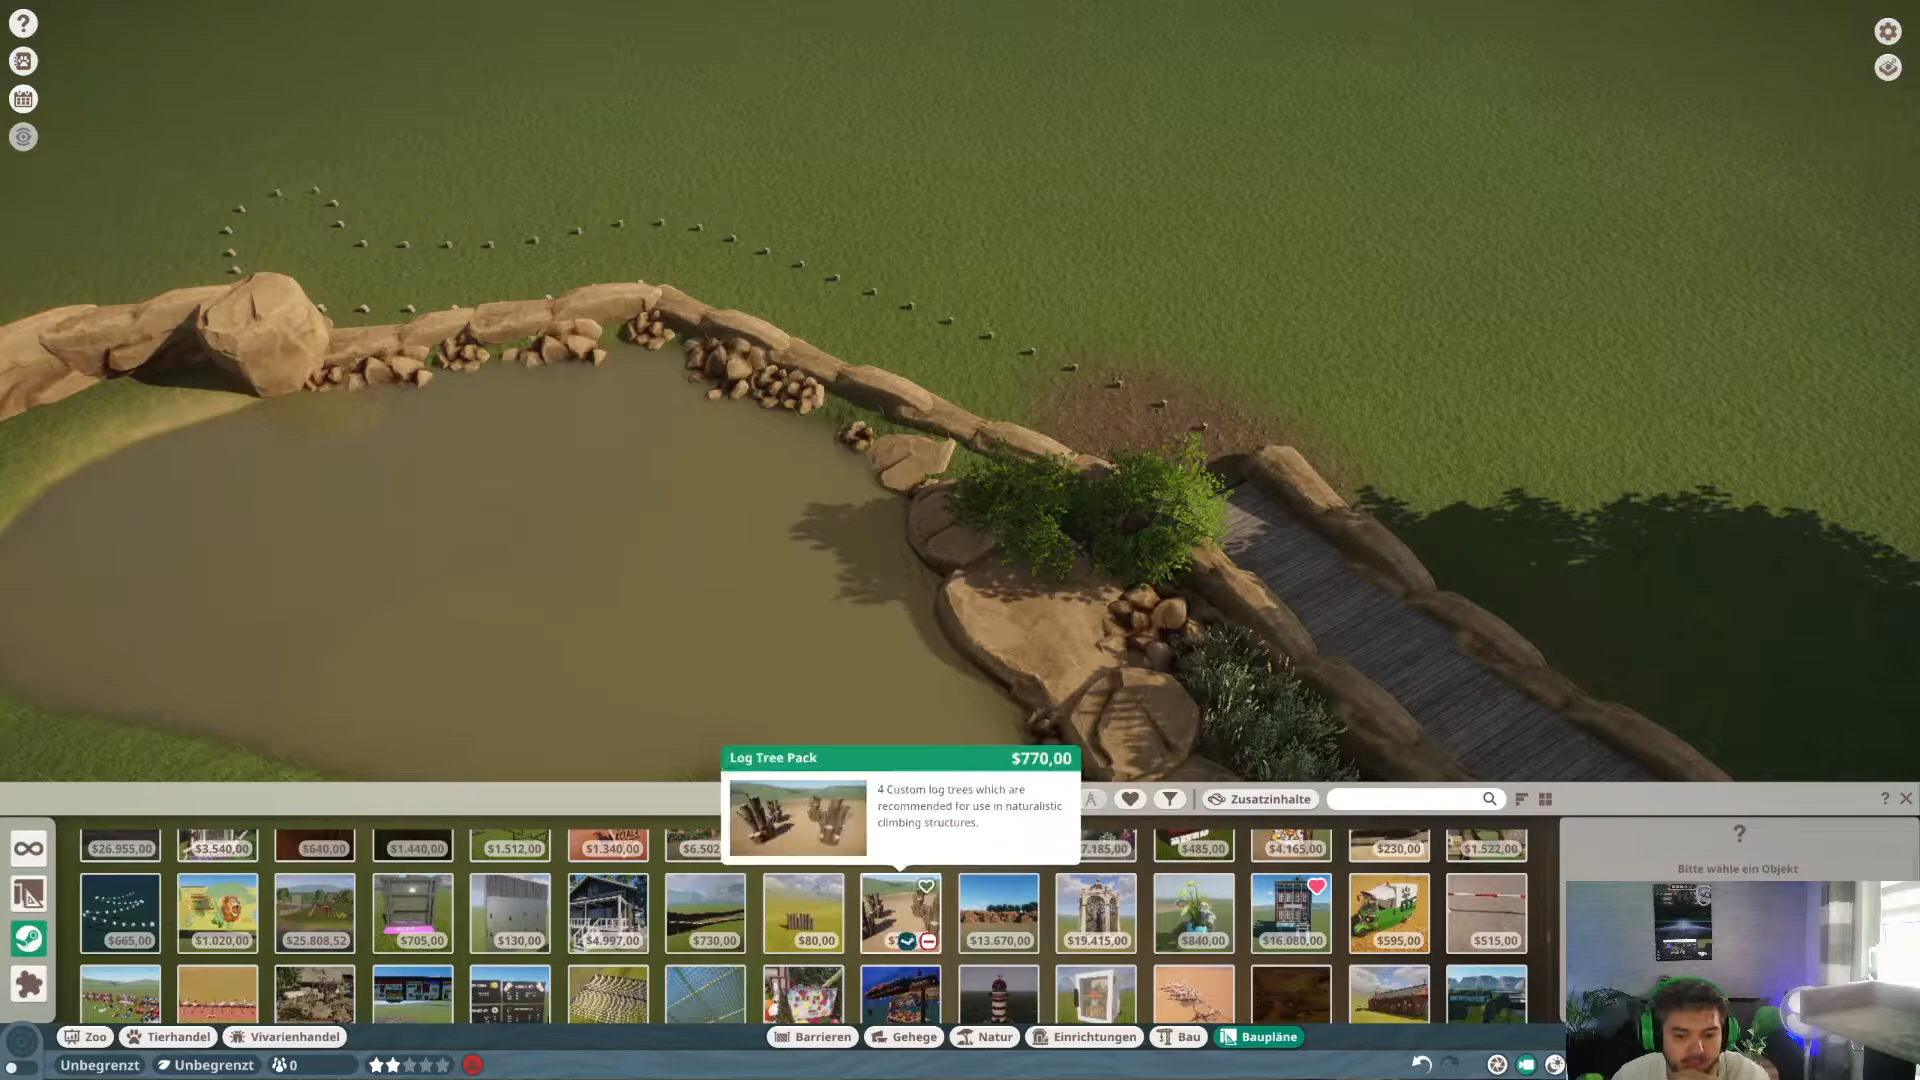 Log Tree Pack $770,00
4 Custom log trees which are
recommended for use in naturalistic
climbing structures.
Zusatzinhalte
?
$26.955,00 $3.540,00 $640,00 $1.440,00 $1.512,00 $1.340,00 $6.502 7.185,00 $485,00 $4.165,00 $230,00 $1.522,00
Bitte wähle ein Objekt
$665,00 $1.020,00 $25.808,52 $705,00 $130,00 $4.997,00 $730,00 $80,00 $13.670,00 $19.415,00 $840,00 $16.080,00 $595,00 $515,00
Zoo Tierhandel Vivarienhandel Barrieren Gehege Natur Einrichtungen Bau Baupläne
Unbegrenzt Unbegrenzt 0